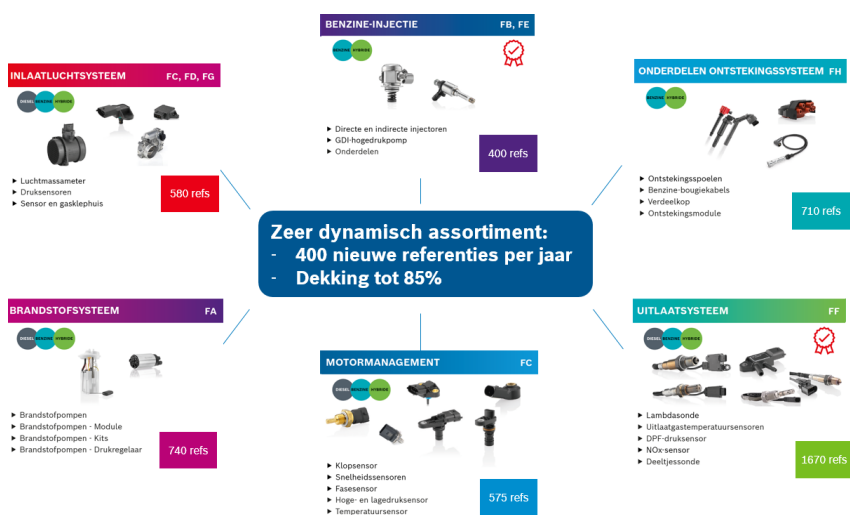 BENZINE-INJECTIE FB, FE
BENZINE HYBRIDE
▶ Directe en indirecte injectoren
▶ GDI-hogedrukpomp
▶ Onderdelen
400 refs
INLAATLUCHTSYSTEEM FC, FD, FG
DIESEL BENZINE HYBRIDE
▶ Luchtmassameter
▶ Druksensoren
▶ Sensor en gasklephuis
580 refs
ONDERDELEN ONTSTEKINGSSYSTEEM FH
BENZINE HYBRIDE
▶ Ontstekingsspoelen
▶ Benzine-bougiekabels
▶ Verdeelkop
▶ Ontstekingsmodule
710 refs
Zeer dynamisch assortiment:
- 400 nieuwe referenties per jaar
- Dekking tot 85%
BRANDSTOFSYSTEEM FA
DIESEL BENZINE HYBRIDE
▶ Brandstofpompen
▶ Brandstofpompen - Module
▶ Brandstofpompen - Kits
▶ Brandstofpompen - Drukregelaar
740 refs
MOTORMANAGEMENT FC
DIESEL BENZINE HYBRIDE
▶ Klopsensor
▶ Snelheidssensoren
▶ Fasesensor
▶ Hoge- en lagedruksensor
▶ Temperatuursensor
575 refs
UITLAATSYSTEEM FF
DIESEL BENZINE HYBRIDE
▶ Lambdasonde
▶ Uitlaatgastemperatuursensoren
▶ DPF-druksensor
▶ NOx-sensor
▶ Deeltjessonde
1670 refs